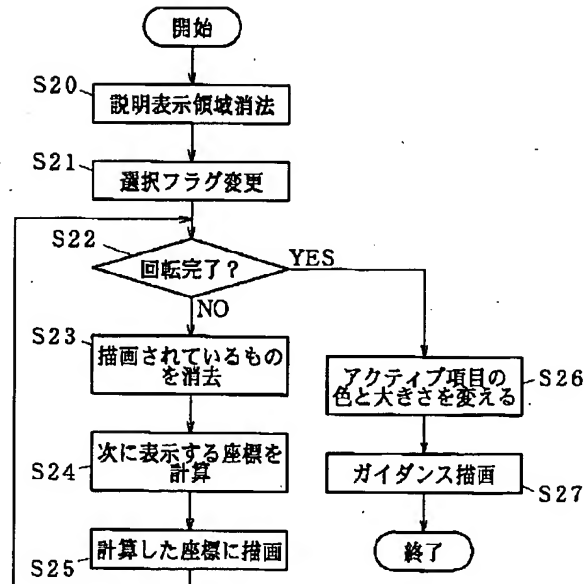 開始
S20
説明表示領域消法
S21
選択フラグ変更
S22
回転完了?
YES
NO
S23
描画されているもの
を消去
S24
次に表示する座標を
計算
S25
計算した座標に描画
アクティブ項目の
色と大きさを変える
S26
ガイダンス描画
S27
終了